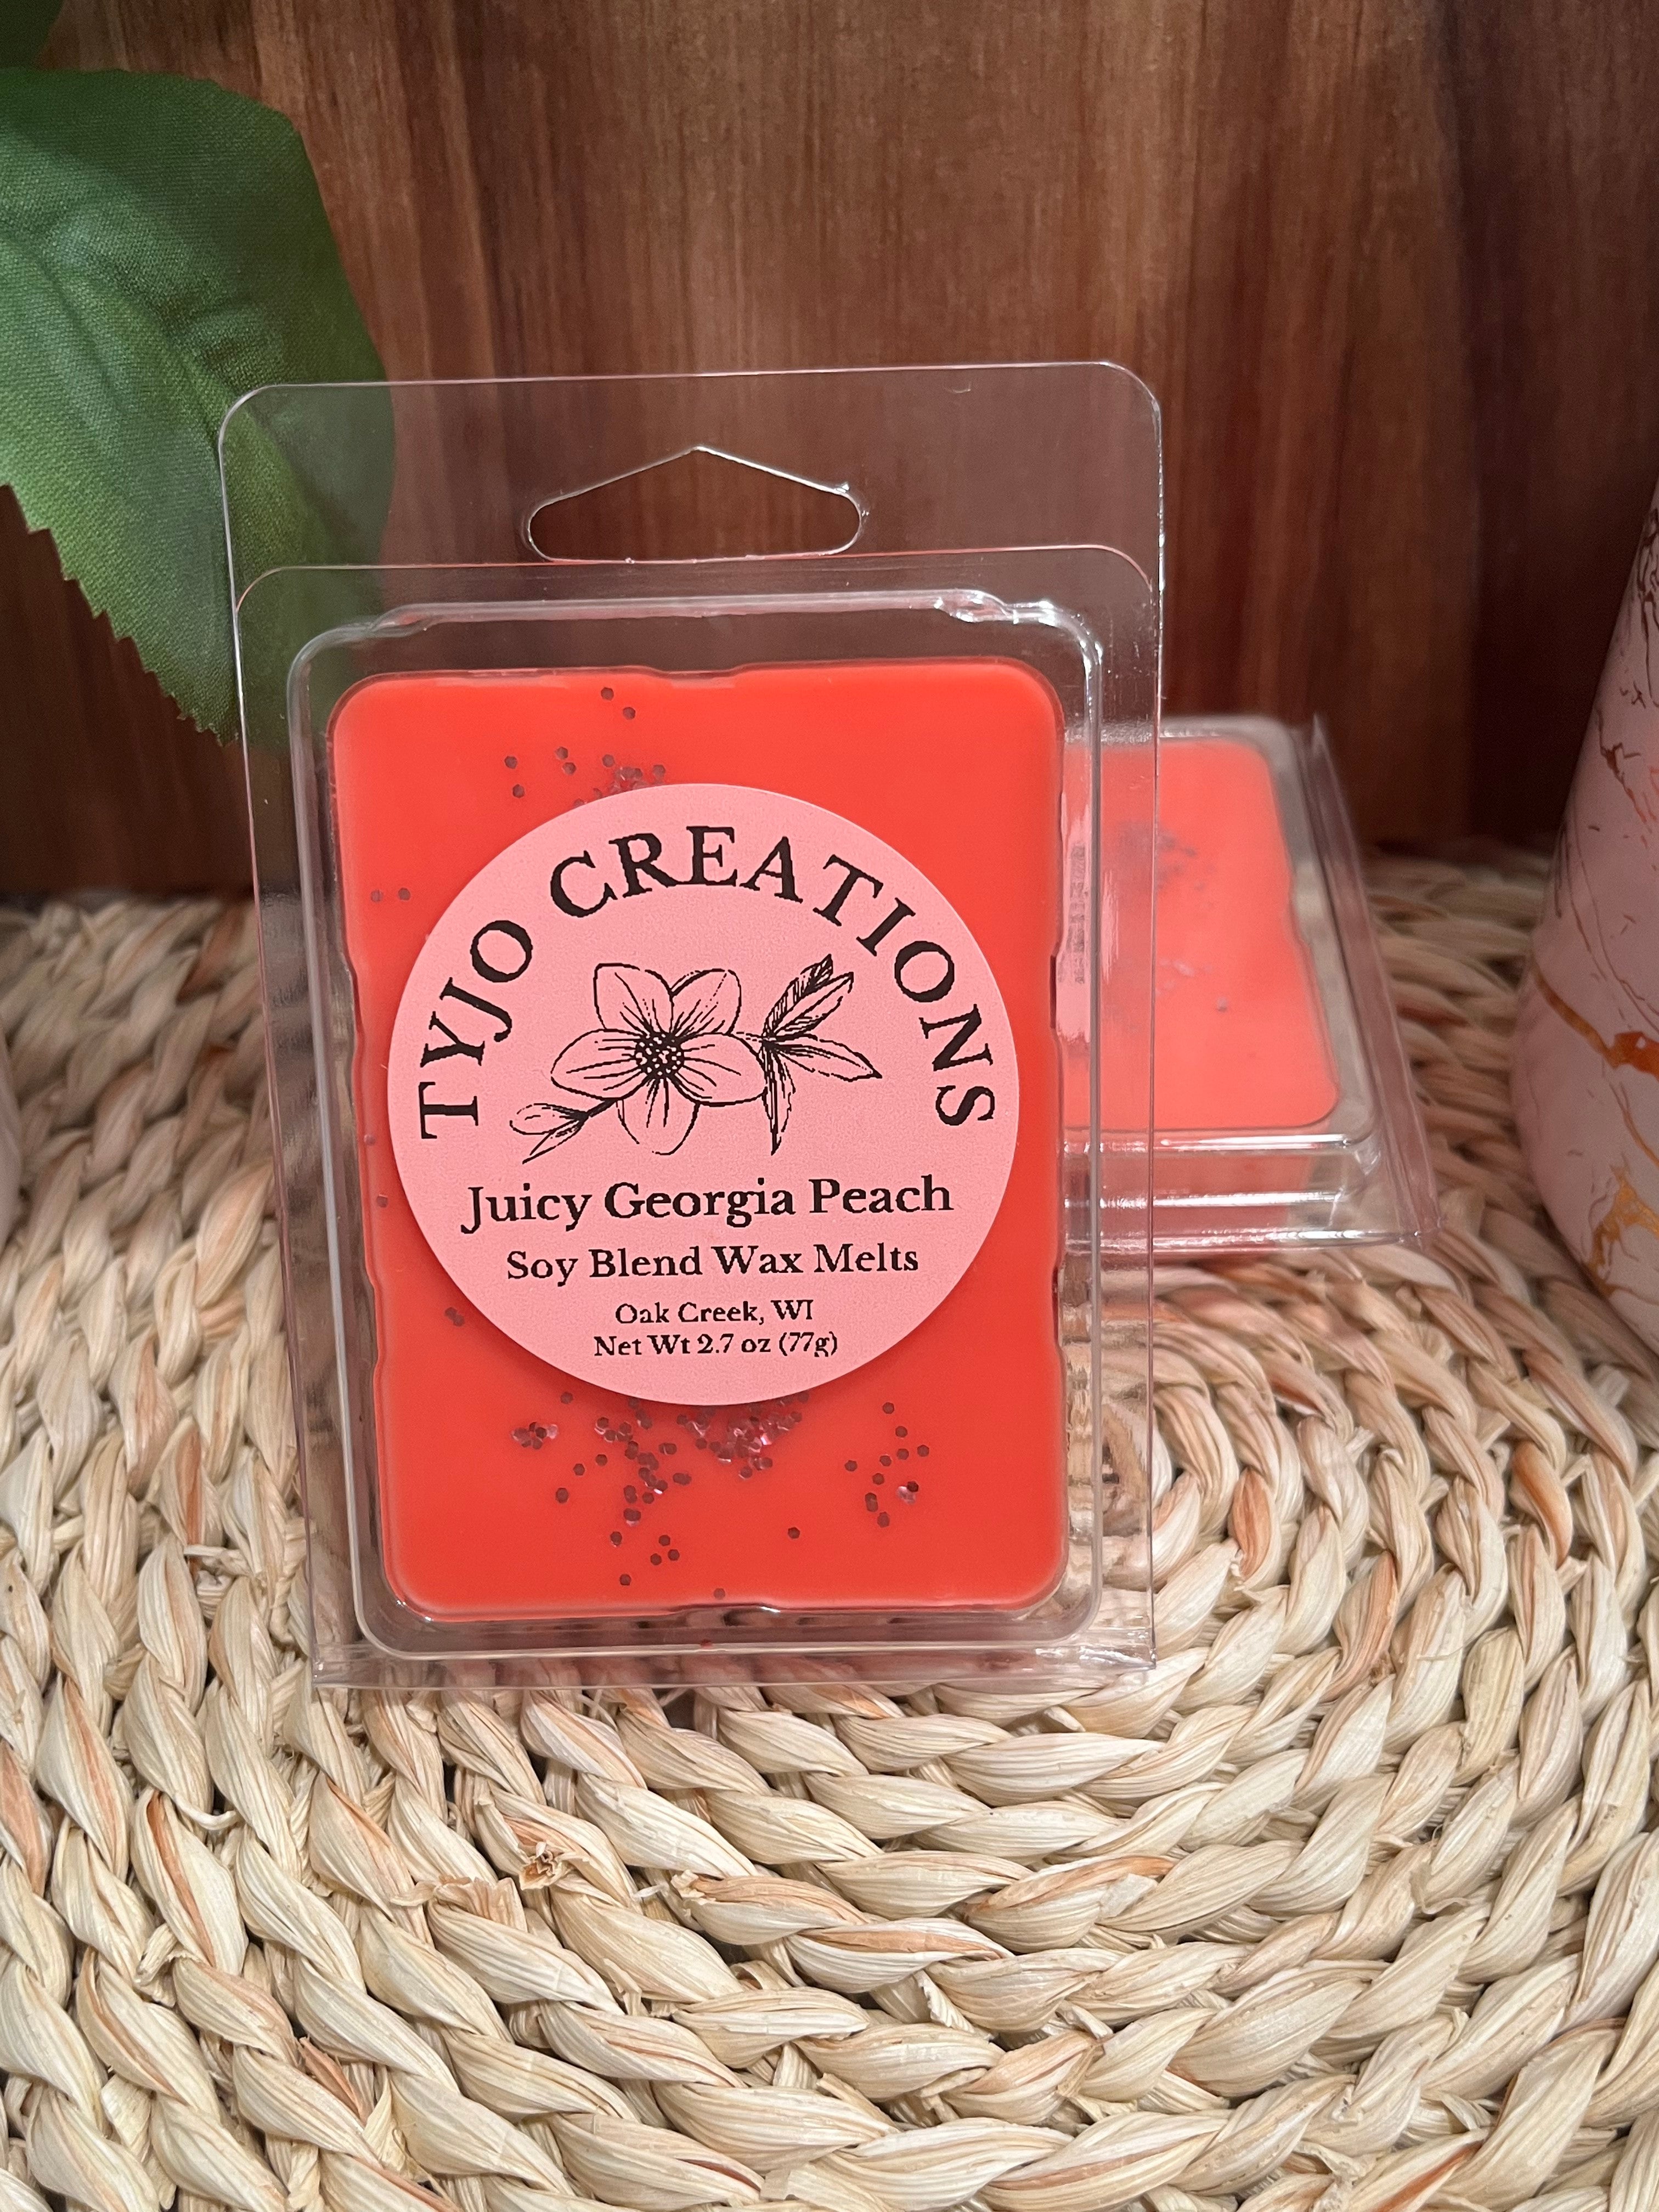 TYJO CREATIONS
Juicy Georgia Peach
Soy Blend Wax Melts
Oak Creek, WI
Net Wt 2.7 oz (77g)